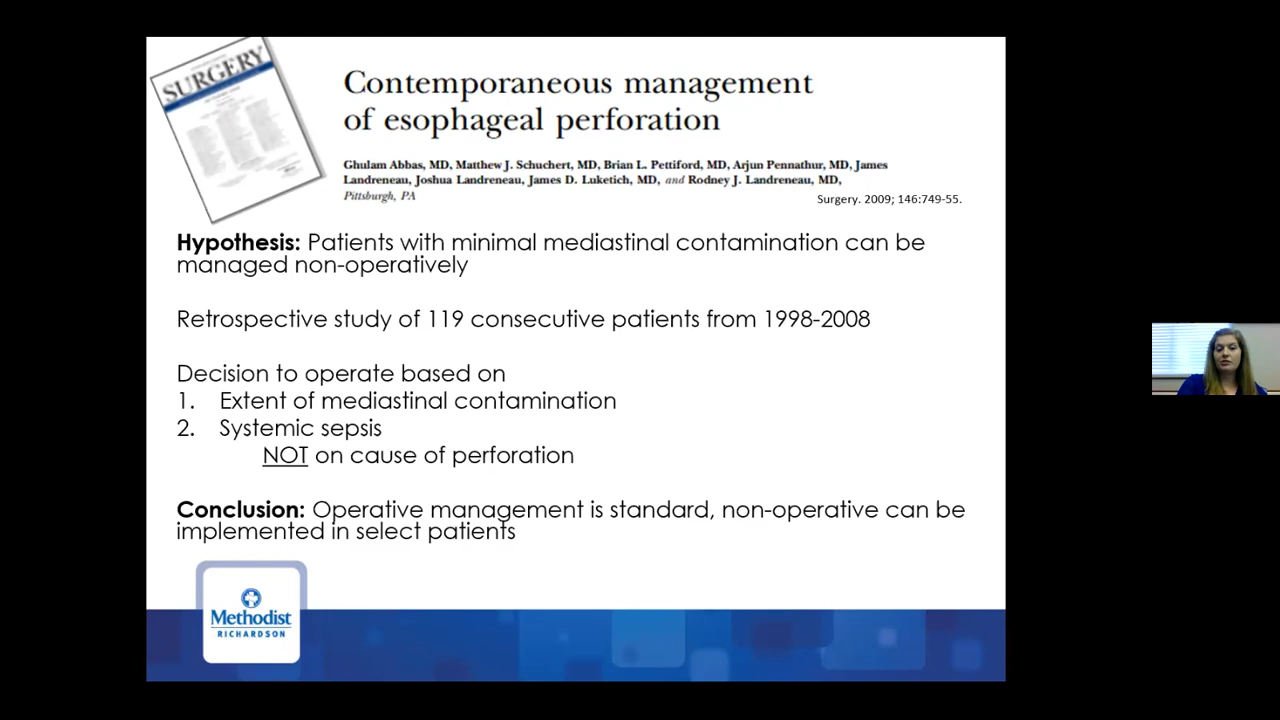 SURGERY
Contemporaneous management
of esophageal perforation
Ghulam Abbas, MD, Matthew J. Schuchert, MD, Brian L. Pettiford, MD, Arjun Pennathur, MD, James
Landreneau, Joshua Landreneau, James D. Luketich, MD, and Rodney J. Landreneau, MD,
Pittsburgh, PA
Surgery. 2009; 146:749-55.
Hypothesis: Patients with minimal mediastinal contamination can be
managed non-operatively
Retrospective study of 119 consecutive patients from 1998-2008
Decision to operate based on
1. Extent of mediastinal contamination
2. Systemic sepsis
NOT on cause of perforation
Conclusion: Operative management is standard, non-operative can be
implemented in select patients
Methodist
RICHARDSON